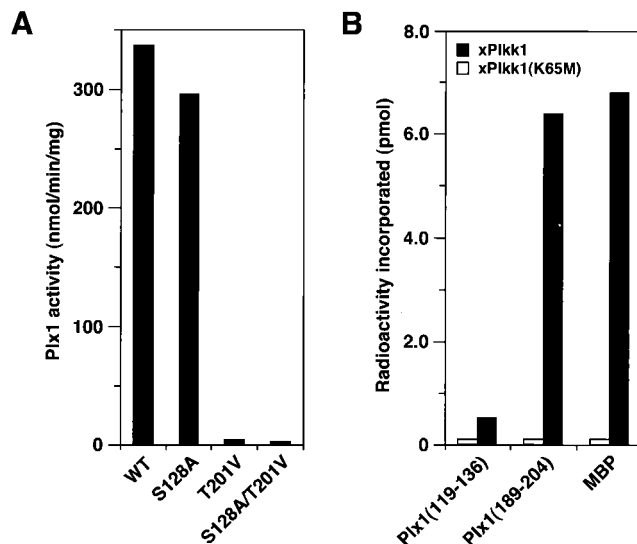 A
Plx1 activity (nmol/min/mg)
300
200
100
0
WT
S128A
T201V
S128A/T201V
B
xPlkk1
xPlkk1(K65M)
Radioactivity incorporated (pmol)
8.0
6.0
4.0
2.0
0
Plx1(119-136)
Plx1(189-204)
MBP